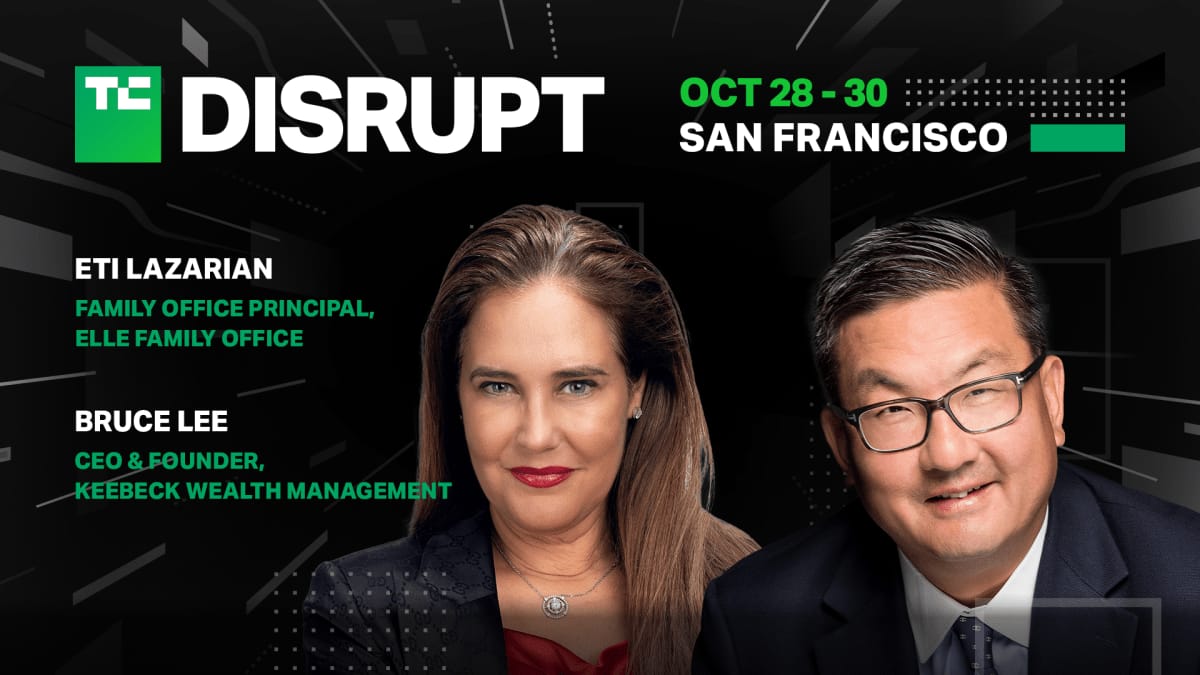 TC DISRUPT
OCT 28 - 30
SAN FRANCISCO
ETI LAZARIAN
FAMILY OFFICE PRINCIPAL,
ELLE FAMILY OFFICE
BRUCE LEE
CEO & FOUNDER,
KEEBECK WEALTH MANAGEMENT